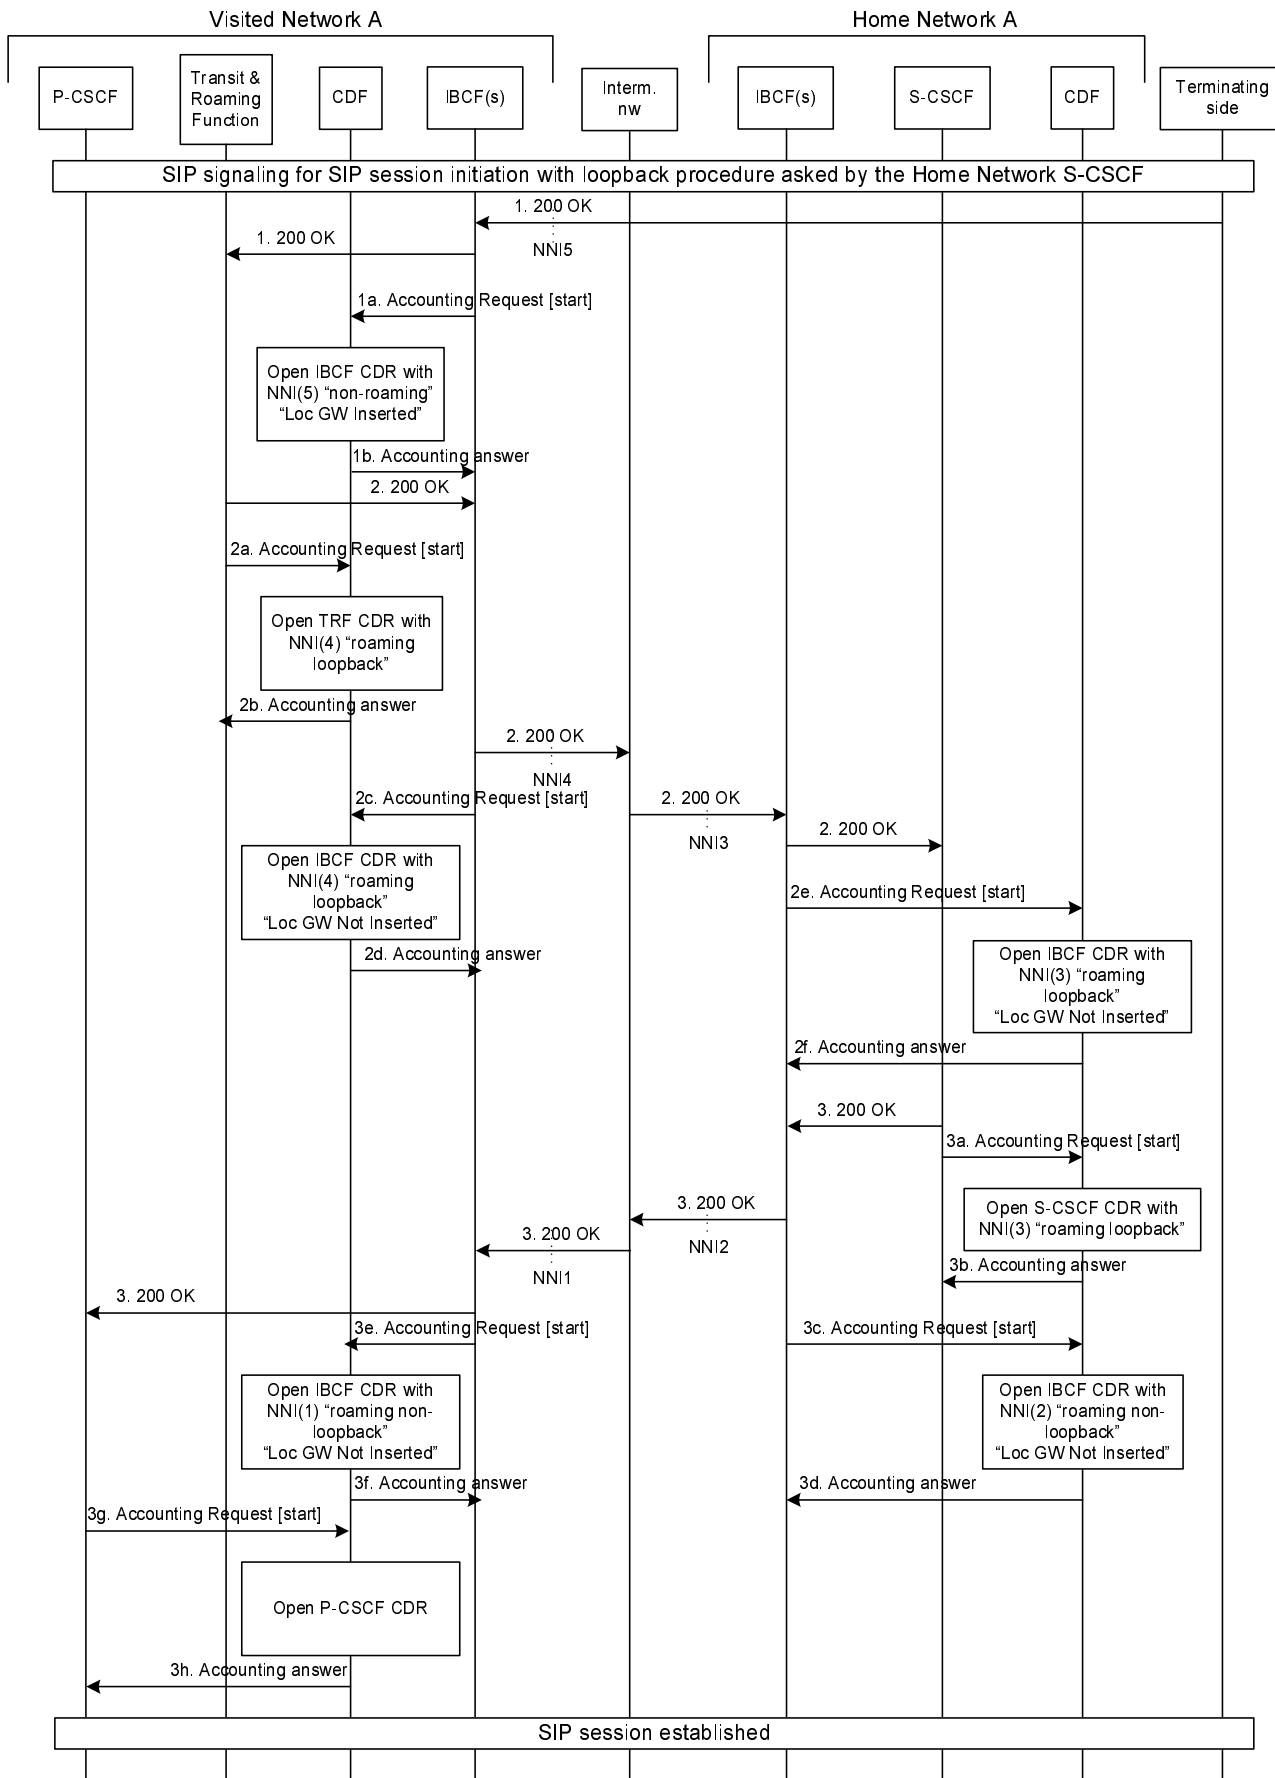 Visited Network A
Home Network A
P-CSCF
Transit &
Roaming
Function
CDF
IBCF(s)
Interm.
nw
IBCF(s)
S-CSCF
CDF
Terminating
side
SIP signaling for SIP session initiation with loopback procedure asked by the Home Network S-CSCF
1. 200 OK
1. 200 OK
NNI5
1a. Accounting Request [start]
Open IBCF CDR with
NNI(5) “non-roaming”
“Loc GW Inserted”
1b. Accounting answer
2. 200 OK
2a. Accounting Request [start]
Open TRF CDR with
NNI(4) “roaming
loopback”
2b. Accounting answer
2. 200 OK
NNI4
2c. Accounting Request [start]
2. 200 OK
NNI3
2. 200 OK
Open IBCF CDR with
NNI(4) “roaming
loopback”
“Loc GW Not Inserted”
2e. Accounting Request [start]
2d. Accounting answer
Open IBCF CDR with
NNI(3) “roaming
loopback”
“Loc GW Not Inserted”
2f. Accounting answer
3. 200 OK
3a. Accounting Request [start]
Open S-CSCF CDR with
NNI(3) “roaming loopback”
3. 200 OK
NNI2
3. 200 OK
NNI1
3b. Accounting answer
3. 200 OK
3e. Accounting Request [start]
3c. Accounting Request [start]
Open IBCF CDR with
NNI(1) “roaming non-
loopback”
“Loc GW Not Inserted”
Open IBCF CDR with
NNI(2) “roaming non-
loopback”
“Loc GW Not Inserted”
3f. Accounting answer
3d. Accounting answer
3g. Accounting Request [start]
Open P-CSCF CDR
3h. Accounting answer
SIP session established